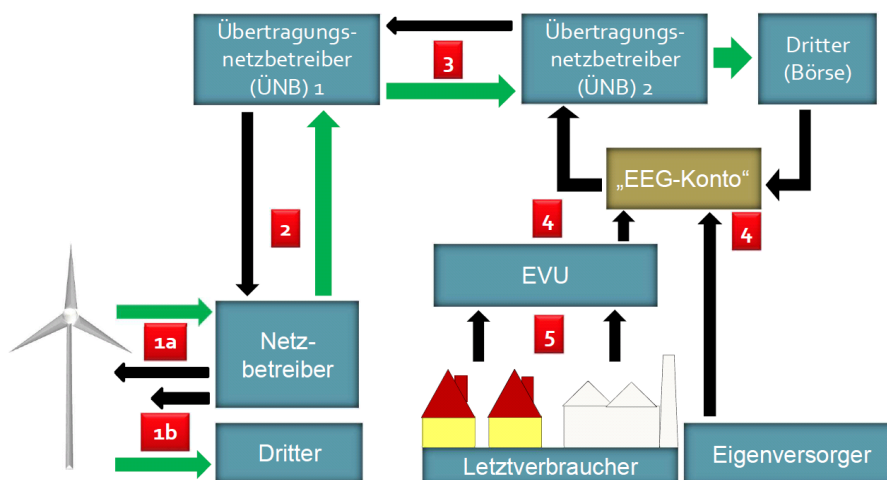 Übertragungs-
netzbetreiber
(ÜNB) 1
3
Übertragungs-
netzbetreiber
(ÜNB) 2
Dritter
(Börse)
„EEG-Konto“
2
4
4
EVU
1a
Netz-
betreiber
5
1b
Dritter
Letztverbraucher
Eigenversorger